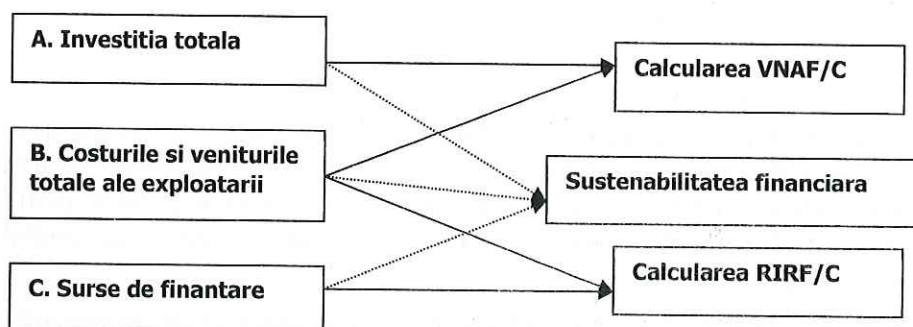 A. Investitia totala
B. Costurile si veniturile
totale ale exploatarii
C. Surse de finantare
Calcularea VNAF/C
Sustenabilitatea financiara
Calcularea RIRF/C